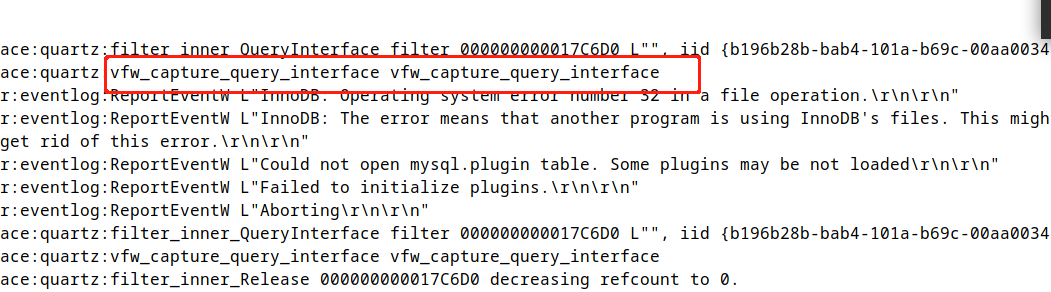 ace:quartz:filter_inner_QueryInterface filter 000000000017C6D0 L"", iid {b196b28b-bab4-101a-b69c-00aa0034
ace:quartz:vfw_capture_query_interface vfw_capture_query_interface
r:eventlog:ReportEventW L"InnoDB: Operating system error number 32 in a file operation.\r\n\r\n"
r:eventlog:ReportEventW L"InnoDB: The error means that another program is using InnoDB's files. This migh
get rid of this error.\r\n\r\n"
r:eventlog:ReportEventW L"Could not open mysql.plugin table. Some plugins may be not loaded\r\n\r\n"
r:eventlog:ReportEventW L"Failed to initialize plugins.\r\n\r\n"
r:eventlog:ReportEventW L"Aborting\r\n\r\n"
ace:quartz:filter_inner_QueryInterface filter 000000000017C6D0 L"", iid {b196b28b-bab4-101a-b69c-00aa0034
ace:quartz:vfw_capture_query_interface vfw_capture_query_interface
ace:quartz:filter_inner_Release 000000000017C6D0 decreasing refcount to 0.